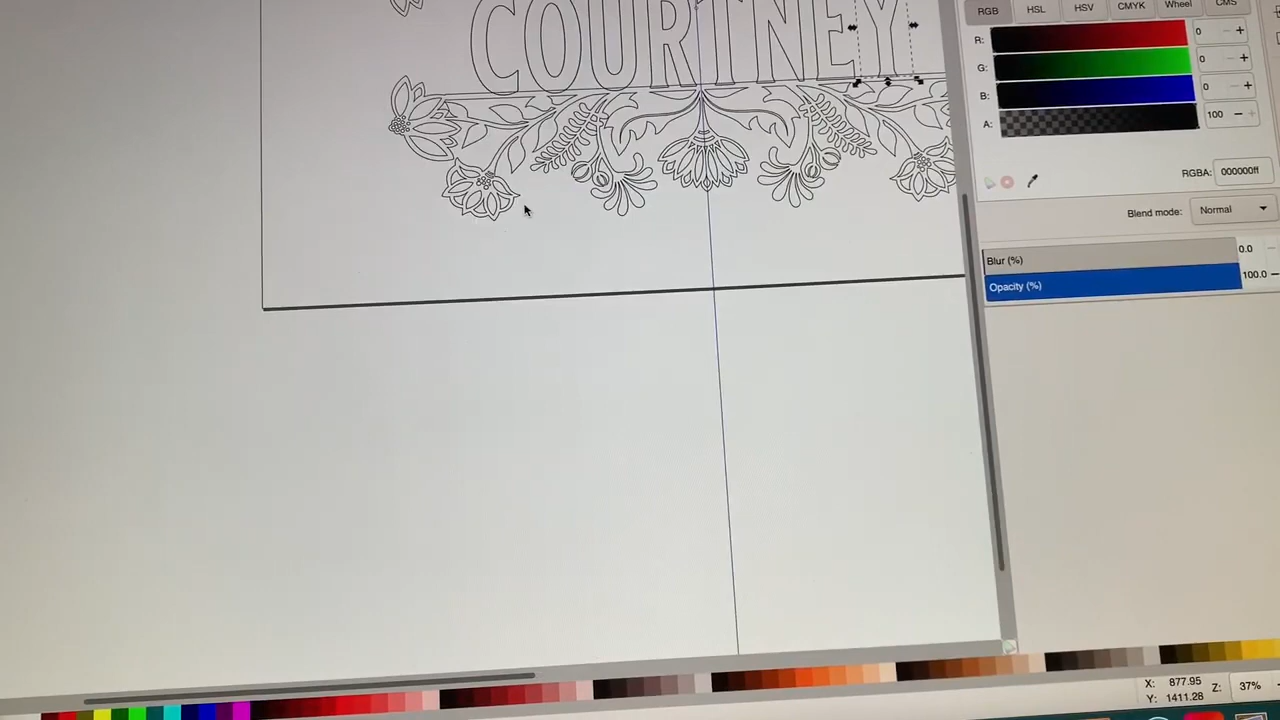 COURTNEY
RGB HSL HSV CMYK Wheel CMS
R: 0
G: 0
B: 0
A: 100
RGBA: 000000ff
Blend mode: Normal
Blur (%) 0.0
Opacity (%) 100.0
X: 877.95
Y: 1411.28
Z: 37%